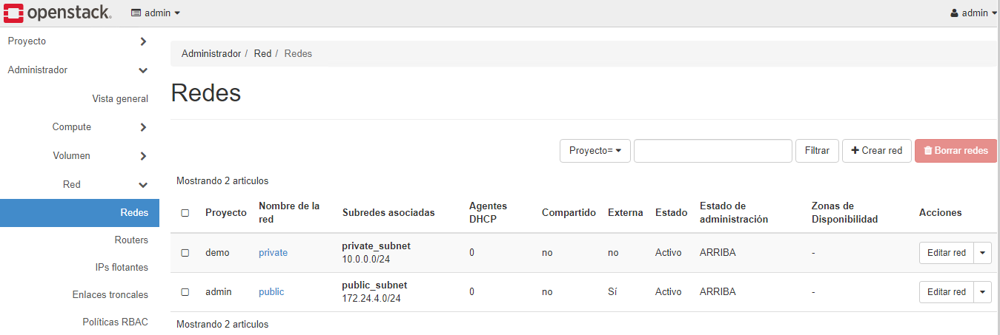 openstack. admin admin
Proyecto
Administrador
Vista general
Compute
Volumen
Red
Redes
Routers
IPs flotantes
Enlaces troncales
Políticas RBAC
Administrador / Red / Redes
Redes
Proyecto= Filtrar Crear red Borrar redes
Mostrando 2 articulos
Proyecto Nombre de la red Subredes asociadas Agentes DHCP Compartido Externa Estado Estado de administración Zonas de Disponibilidad Acciones
demo private private_subnet 10.0.0.0/24 0 no no Activo ARRIBA - Editar red
admin public public_subnet 172.24.4.0/24 0 no Sí Activo ARRIBA - Editar red
Mostrando 2 articulos